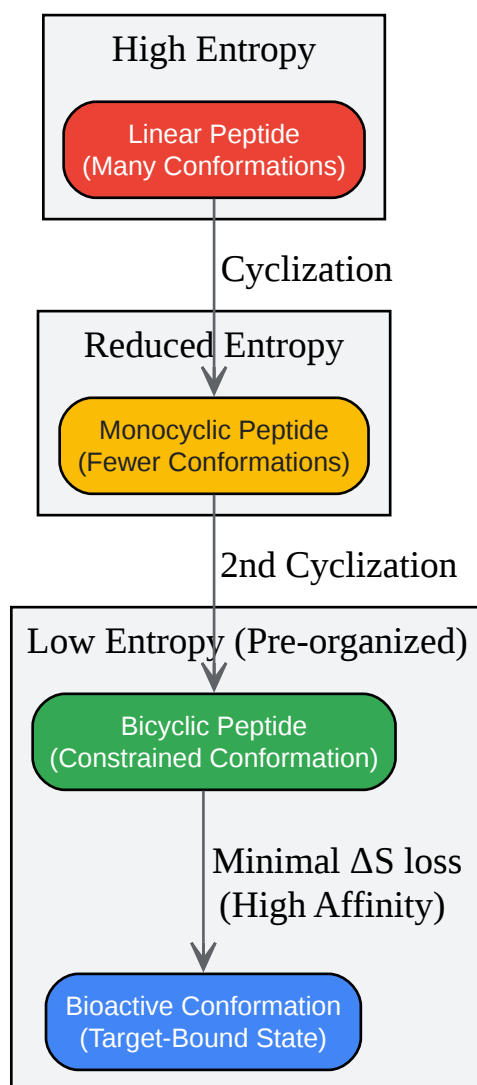 High Entropy
Linear Peptide
(Many Conformations)
Cyclization
Reduced Entropy
Monocyclic Peptide
(Fewer Conformations)
2nd Cyclization
Low Entropy (Pre-organized)
Bicyclic Peptide
(Constrained Conformation)
Minimal ΔS loss
(High Affinity)
Bioactive Conformation
(Target-Bound State)